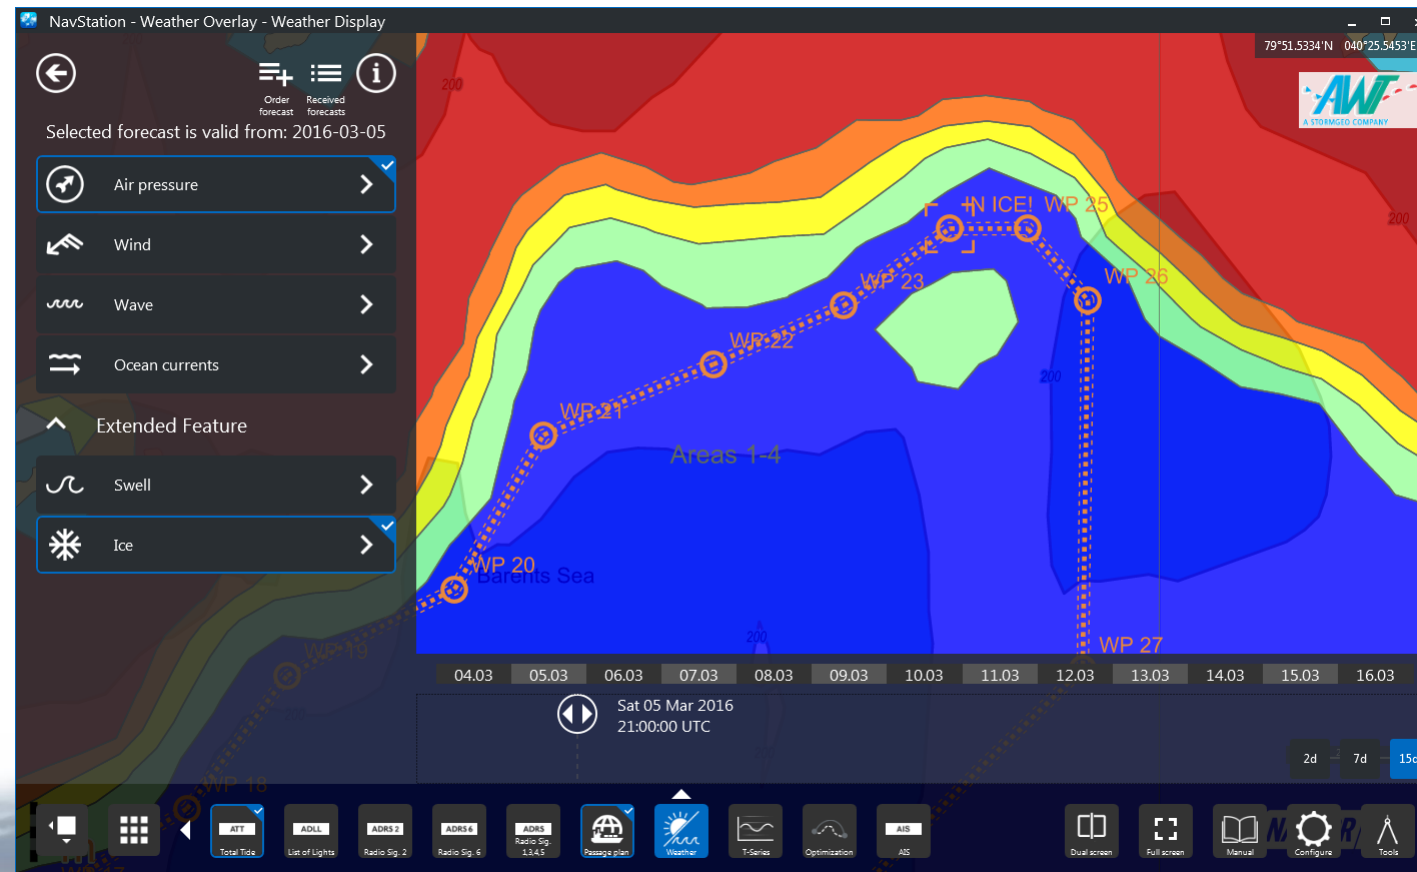 NavStation - Weather Overlay - Weather Display
79°51.5334'N 040°25.5453'E
AWT
A STORMGEO COMPANY
Order forecast
Received forecasts
Selected forecast is valid from: 2016-03-05
Air pressure
Wind
Wave
Ocean currents
Extended Feature
Swell
Ice
200
200
IN ICE! WP 25
WP 26
WP 23
WP 22
200
WP 21
Areas 1-4
WP 20
Barents Sea
200
WP 27
WP 19
WP 18
04.03 05.03 06.03 07.03 08.03 09.03 10.03 11.03 12.03 13.03 14.03 15.03 16.03
Sat 05 Mar 2016
21:00:00 UTC
2d 7d
ATT
Total Tide
ADLL
List of Lights
ADRS 2
Radio Sig. 2
ADRS 6
Radio Sig. 6
ADRS
Radio Sig.
1,3,4,5
Passage plan
Weather
T-Series
Optimization
AIS
AIS
Dual screen
Full screen
Manual
Configure
Tools